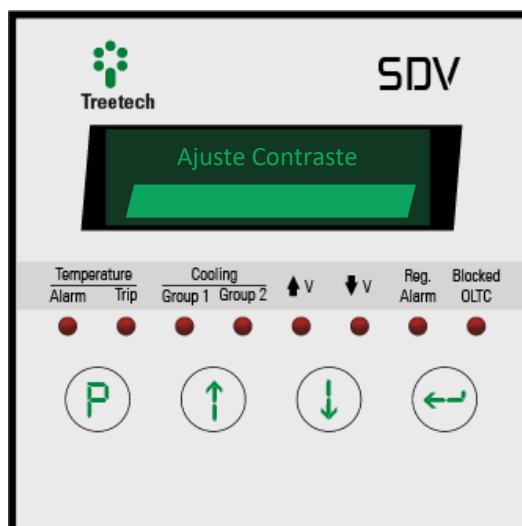 Treetech
SDV
Ajuste Contraste
Temperature
Alarm Trip
Cooling
Group 1 Group 2
V
V
Reg.
Alarm
Blocked
OLTC
P